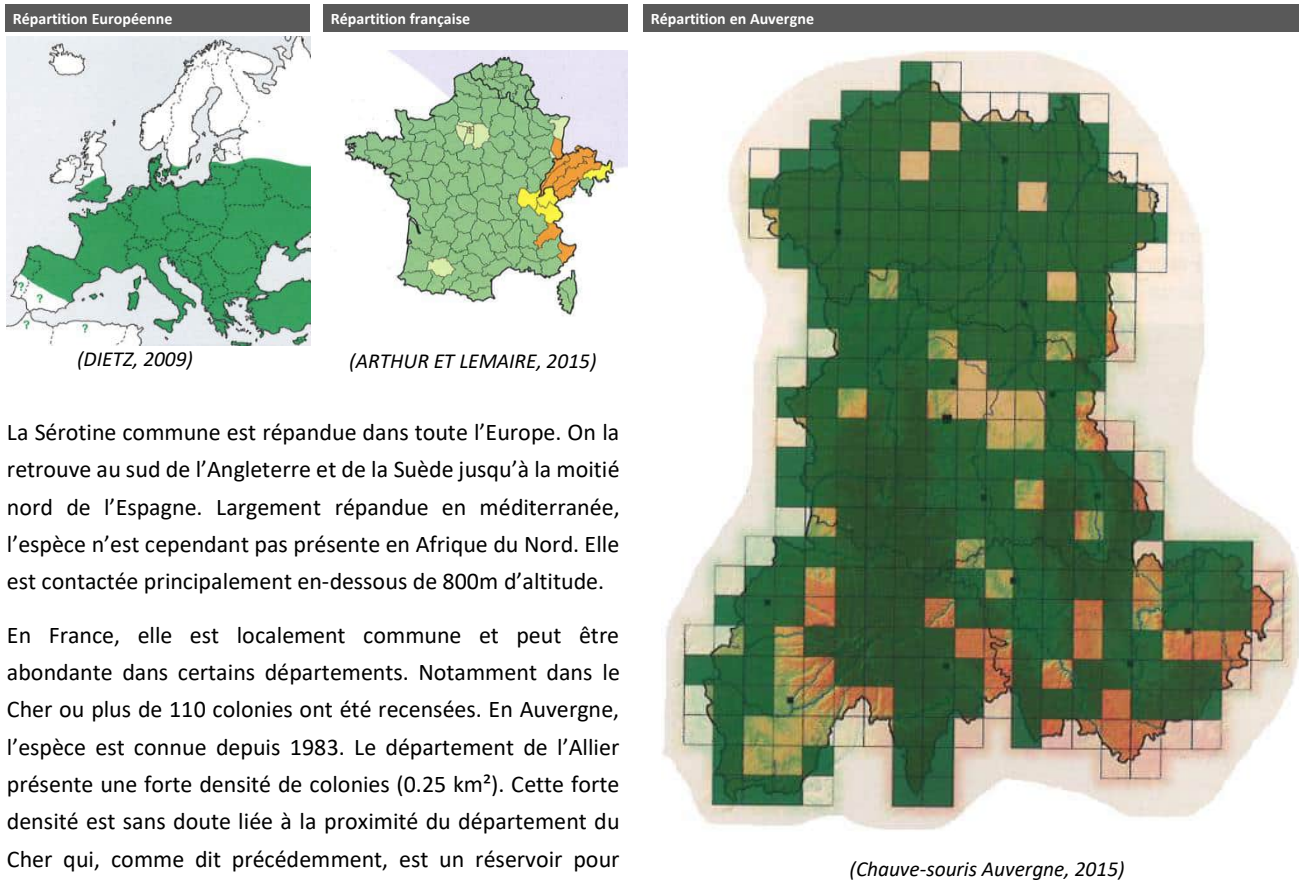 Répartition Européenne
Répartition française
Répartition en Auvergne
?
?
?
?
(DIETZ, 2009)
(ARTHUR ET LEMAIRE, 2015)
La Sérotine commune est répandue dans toute l’Europe. On la
retrouve au sud de l’Angleterre et de la Suède jusqu’à la moitié
nord de l’Espagne. Largement répandue en méditerranée,
l’espèce n’est cependant pas présente en Afrique du Nord. Elle
est contactée principalement en-dessous de 800m d’altitude.
En France, elle est localement commune et peut être
abondante dans certains départements. Notamment dans le
Cher ou plus de 110 colonies ont été recensées. En Auvergne,
l’espèce est connue depuis 1983. Le département de l’Allier
présente une forte densité de colonies (0.25 km²). Cette forte
densité est sans doute liée à la proximité du département du
Cher qui, comme dit précédemment, est un réservoir pour
(Chauve-souris Auvergne, 2015)